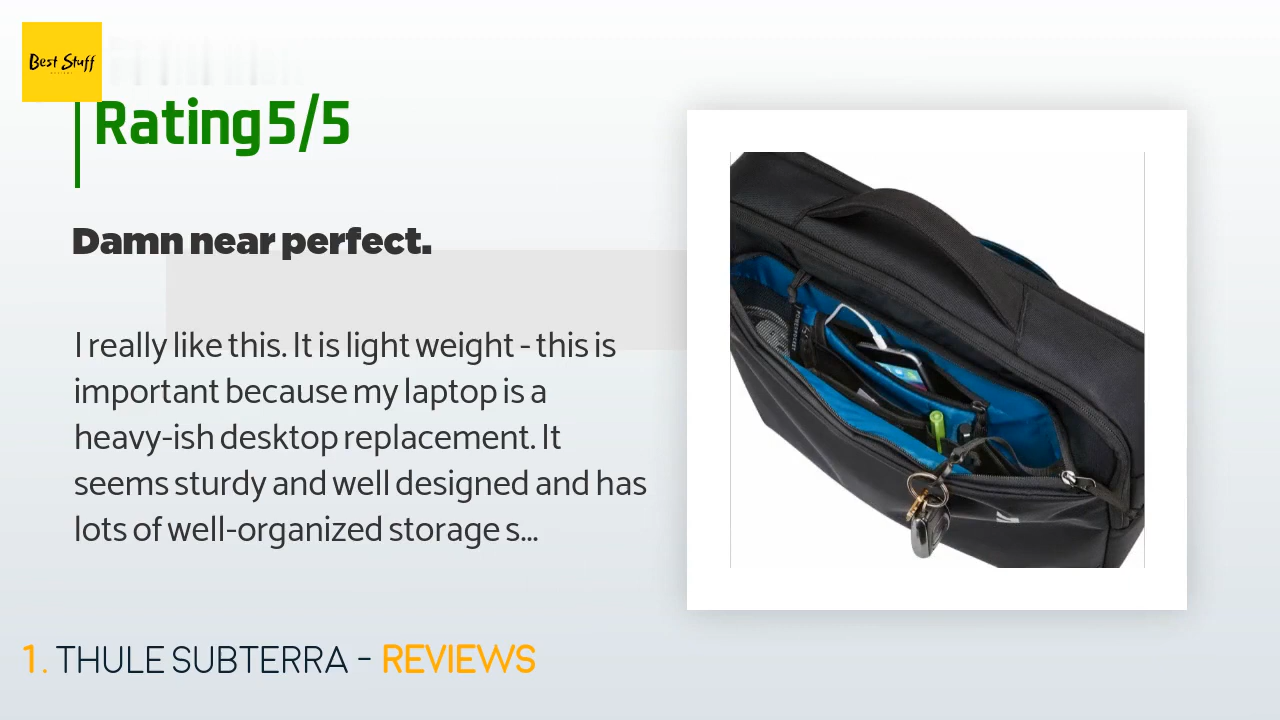 Best Stuff
Rating 5/5
Damn near perfect.
I really like this. It is light weight - this is
important because my laptop is a
heavy-ish desktop replacement. It
seems sturdy and well designed and has
lots of well-organized storage s...
1. THULE SUBTERRA - REVIEWS